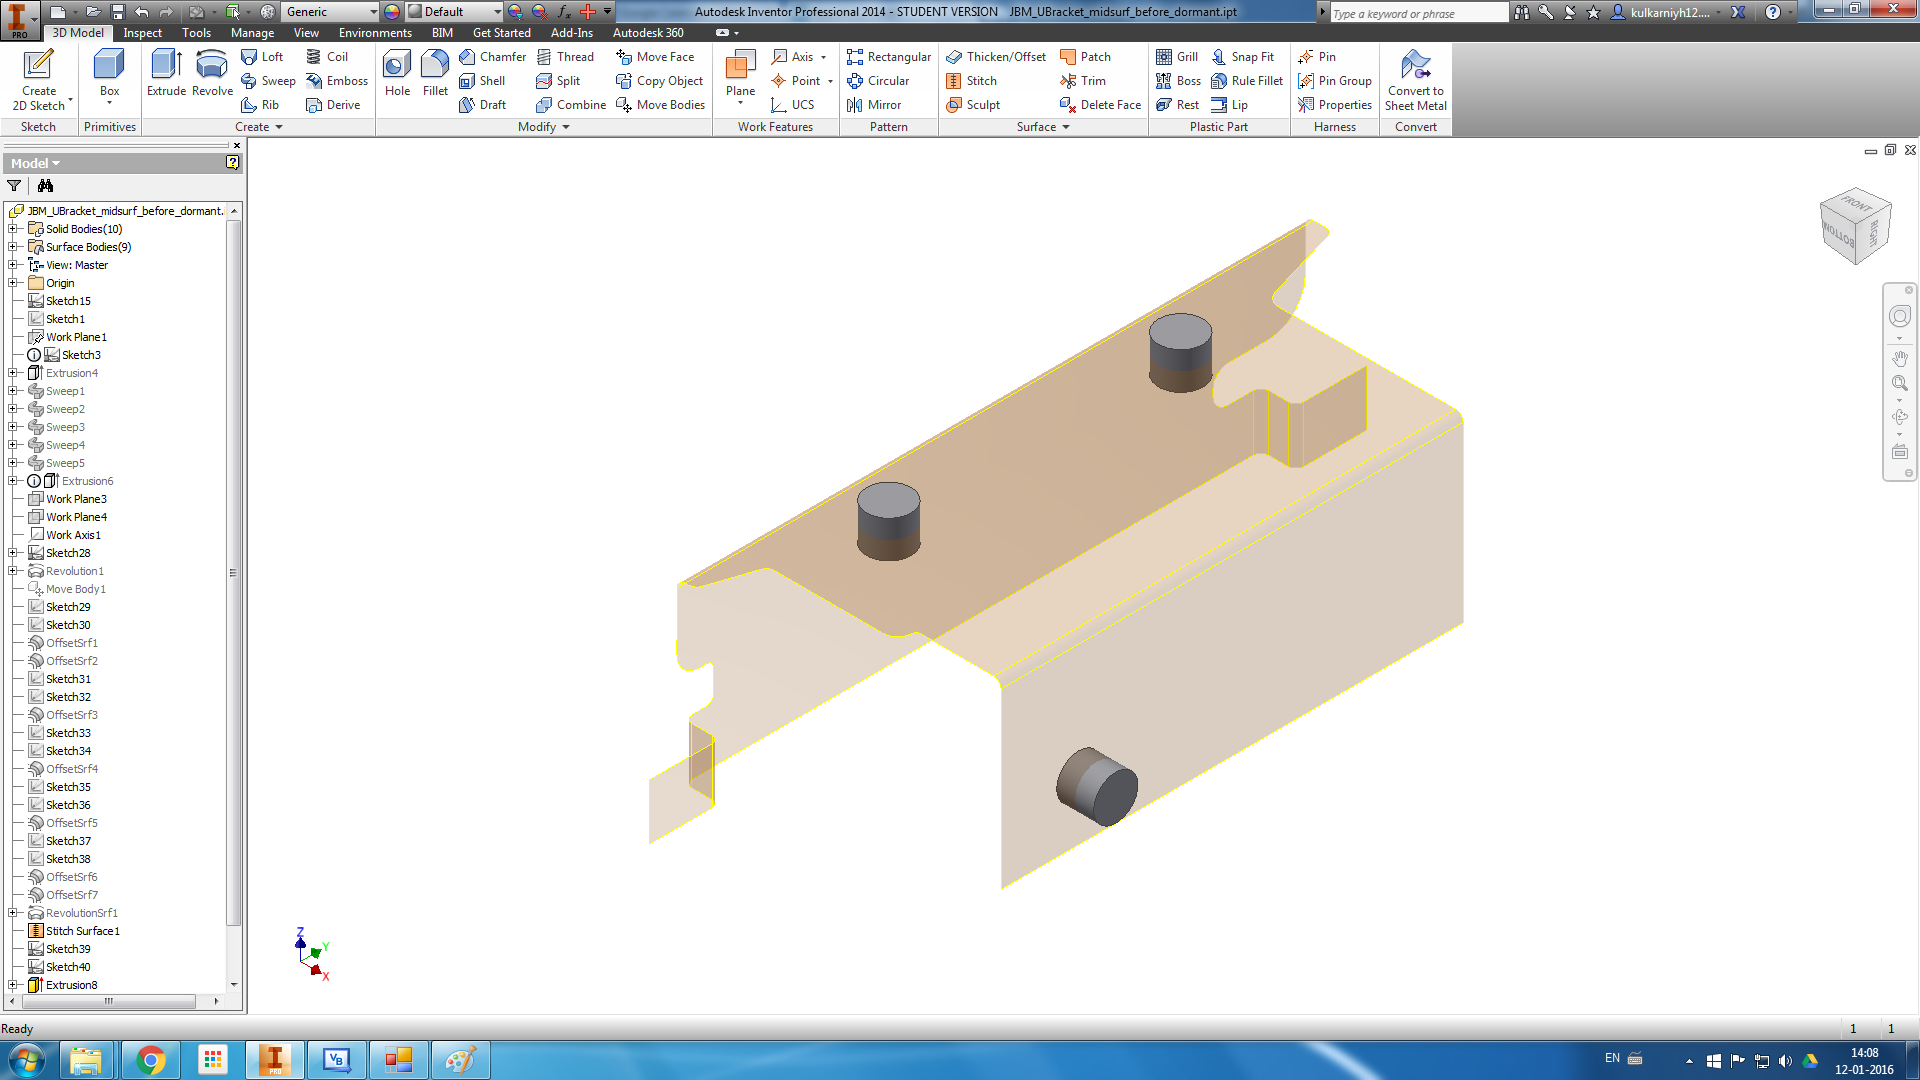 Generic
Default
Autodesk Inventor Professional 2014 - STUDENT VERSION JBM_UBracket_midsurf_before_dormant.ipt
Type a keyword or phrase
kulkarniyh12....
PRO
3D Model Inspect Tools Manage View Environments BIM Get Started Add-Ins Autodesk 360
Create
2D Sketch
Box
Extrude
Revolve
Loft
Sweep
Rib
Coil
Emboss
Derive
Hole
Fillet
Chamfer
Shell
Draft
Thread
Split
Combine
Move Face
Copy Object
Move Bodies
Plane
Axis
Point
UCS
Rectangular
Circular
Mirror
Thicken/Offset
Stitch
Sculpt
Patch
Trim
Delete Face
Grill
Boss
Rest
Snap Fit
Rule Fillet
Lip
Pin
Pin Group
Properties
Convert to
Sheet Metal
Sketch Primitives Create Modify Work Features Pattern Surface Plastic Part Harness Convert
Model
JBM_UBracket_midsurf_before_dormant.
Solid Bodies(10)
Surface Bodies(9)
View: Master
Origin
Sketch15
Sketch1
Work Plane1
Sketch3
Extrusion4
Sweep1
Sweep2
Sweep3
Sweep4
Sweep5
Extrusion6
Work Plane3
Work Plane4
Work Axis1
Sketch28
Revolution1
Move Body1
Sketch29
Sketch30
OffsetSrf1
OffsetSrf2
Sketch31
Sketch32
OffsetSrf3
Sketch33
Sketch34
OffsetSrf4
Sketch35
Sketch36
OffsetSrf5
Sketch37
Sketch38
OffsetSrf6
OffsetSrf7
RevolutionSrf1
Stitch Surface1
Sketch39
Sketch40
Extrusion8
FRONT
BOTTOM
RIGHT
Z
Y
X
Ready
1 1
PRO
VB
EN
14:08
12-01-2016